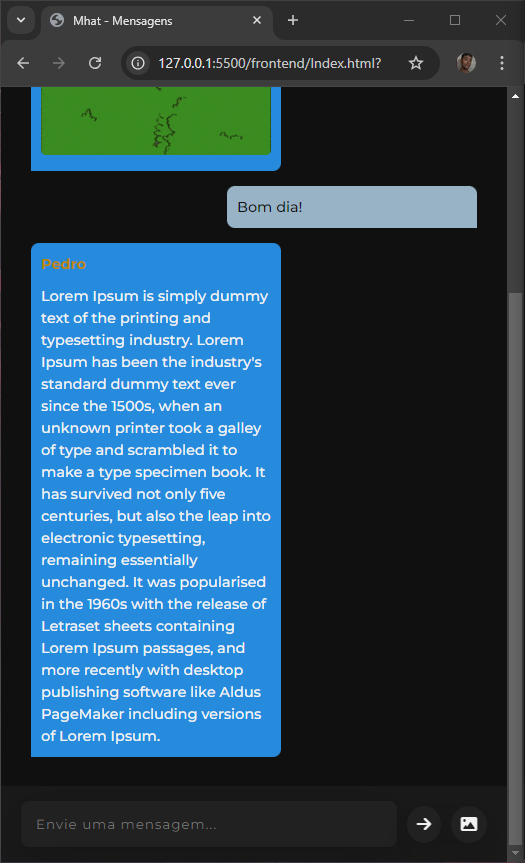 Mhat - Mensagens
127.0.0.1:5500/frontend/Index.html?
Bom dia!
Pedro
Lorem Ipsum is simply dummy
text of the printing and
typesetting industry. Lorem
Ipsum has been the industry's
standard dummy text ever
since the 1500s, when an
unknown printer took a galley
of type and scrambled it to
make a type specimen book. It
has survived not only five
centuries, but also the leap into
electronic typesetting,
remaining essentially
unchanged. It was popularised
in the 1960s with the release of
Letraset sheets containing
Lorem Ipsum passages, and
more recently with desktop
publishing software like Aldus
PageMaker including versions
of Lorem Ipsum.
Envie uma mensagem...